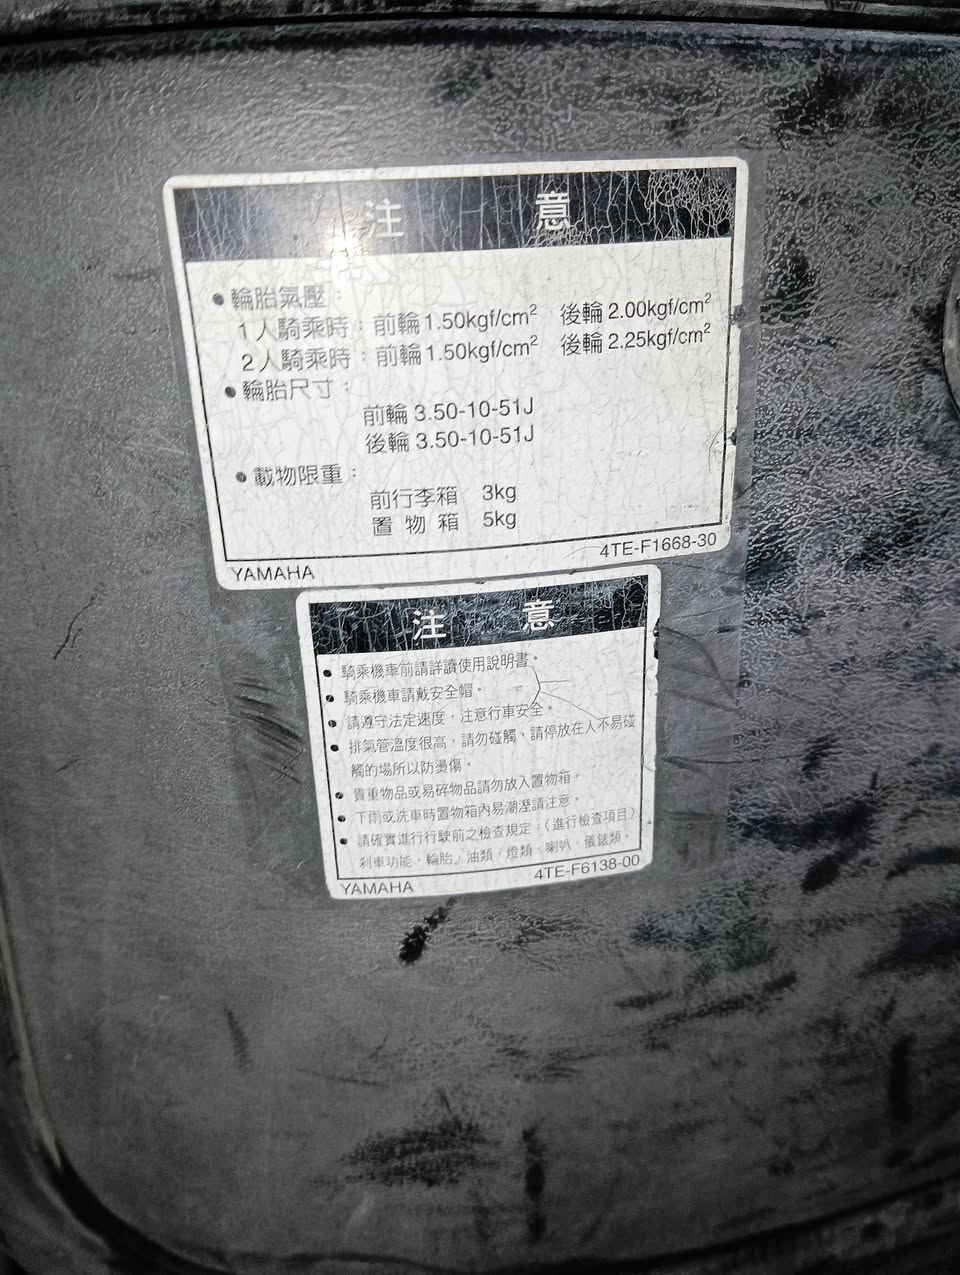 注 意
●輪胎氣壓：
1人騎乘時：前輪1.50kgf/cm² 後輪2.00kgf/cm²
2人騎乘時：前輪1.50kgf/cm² 後輪2.25kgf/cm²
●輪胎尺寸：
前輪3.50-10-51J
後輪3.50-10-51J
●載物限重：
前行李箱 3kg
置物箱 5kg
4TE-F1668-30
YAMAHA
注 意
●騎乘機車前請詳讀使用說明書。
●騎乘機車請戴安全帽。
●請遵守法定速度，注意行車安全。
●排氣管溫度很高，請勿碰觸，請停放在人不易碰
觸的場所以防燙傷。
●貴重物品或易碎物品請勿放入置物箱。
●下雨或洗車時置物箱內易潮溼請注意。
●請確實進行行駛前之檢查規定：（進行檢查項目）
剎車功能、輪胎、油類、燈類、喇叭、儀錶類。
4TE-F6138-00
YAMAHA